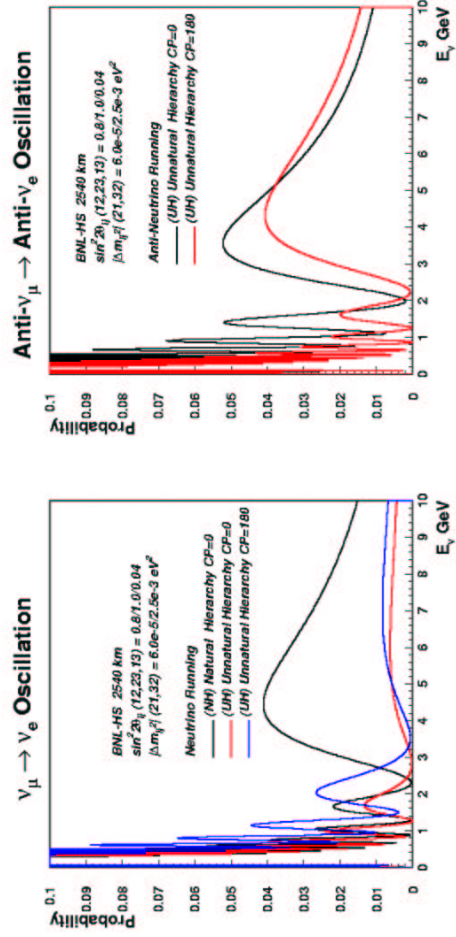 νμ → νe Oscillation
Probability
0.1
0.09
0.08
0.07
0.06
0.05
0.04
0.03
0.02
0.01
0
BNL-HS 2540 km
sin²2θij (12,23,13) = 0.8/1.0/0.04
|Δmij²| (21,32) = 6.0e-5/2.5e-3 eV²
Neutrino Running
(NH) Natural Hierarchy CP=0
(UH) Unnatural Hierarchy CP=0
(UH) Unnatural Hierarchy CP=180
0 1 2 3 4 5 6 7 8 9 10
Eν GeV
Anti-νμ → Anti-νe Oscillation
Probability
0.1
0.09
0.08
0.07
0.06
0.05
0.04
0.03
0.02
0.01
0
BNL-HS 2540 km
sin²2θij (12,23,13) = 0.8/1.0/0.04
|Δmij²| (21,32) = 6.0e-5/2.5e-3 eV²
Anti-Neutrino Running
(UH) Unnatural Hierarchy CP=0
(UH) Unnatural Hierarchy CP=180
0 1 2 3 4 5 6 7 8 9 10
Eν GeV